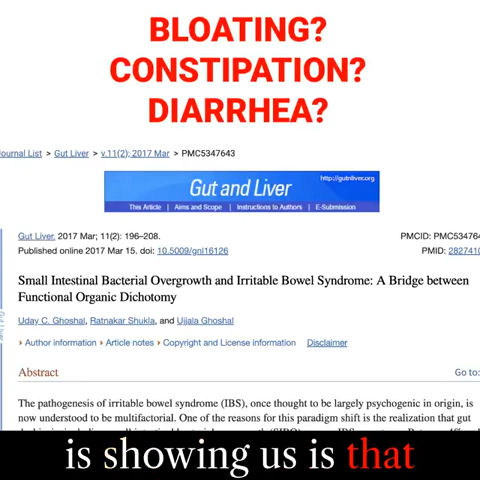 BLOATING?
CONSTIPATION?
DIARRHEA?
Journal List > Gut Liver > v.11(2); 2017 Mar > PMC5347643
http://gutnliver.org
Gut and Liver
This Article | Aims and Scope | Instructions to Authors | E-Submission
Gut Liver. 2017 Mar; 11(2): 196–208.
PMCID: PMC534764
Published online 2017 Mar 15. doi: 10.5009/gnl16126
PMID: 2827410
Small Intestinal Bacterial Overgrowth and Irritable Bowel Syndrome: A Bridge between
Functional Organic Dichotomy
Uday C. Ghoshal, Ratnakar Shukla, and Ujjala Ghoshal
Author information Article notes Copyright and License information Disclaimer
Abstract
Go to:
The pathogenesis of irritable bowel syndrome (IBS), once thought to be largely psychogenic in origin, is
now understood to be multifactorial. One of the reasons for this paradigm shift is the realization that gut
is showing us is that